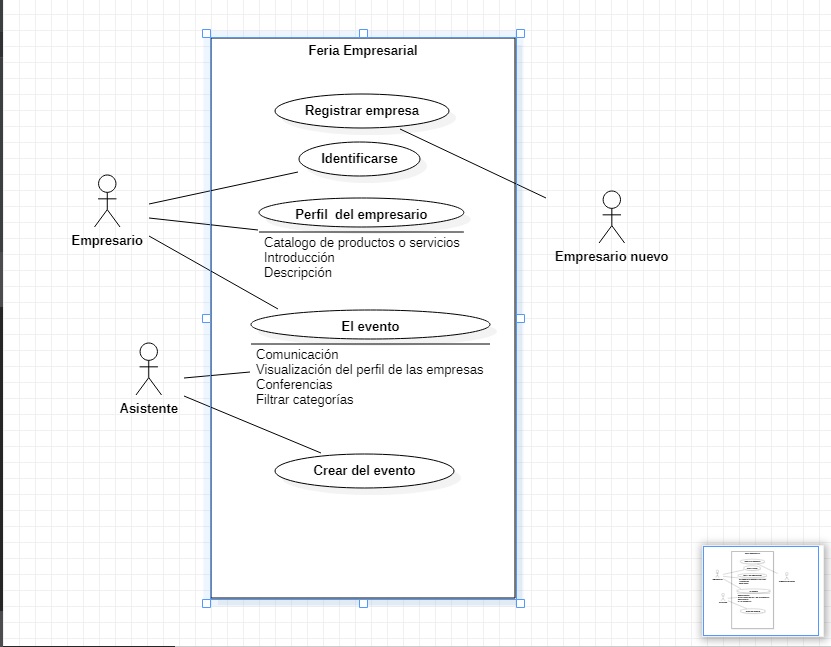 Feria Empresarial
Registrar empresa
Identificarse
Perfil  del empresario
Catalogo de productos o servicios
Introducción
Descripción
Empresario
Empresario nuevo
El evento
Comunicación
Visualización del perfil de las empresas
Conferencias
Filtrar categorías
Asistente
Crear del evento